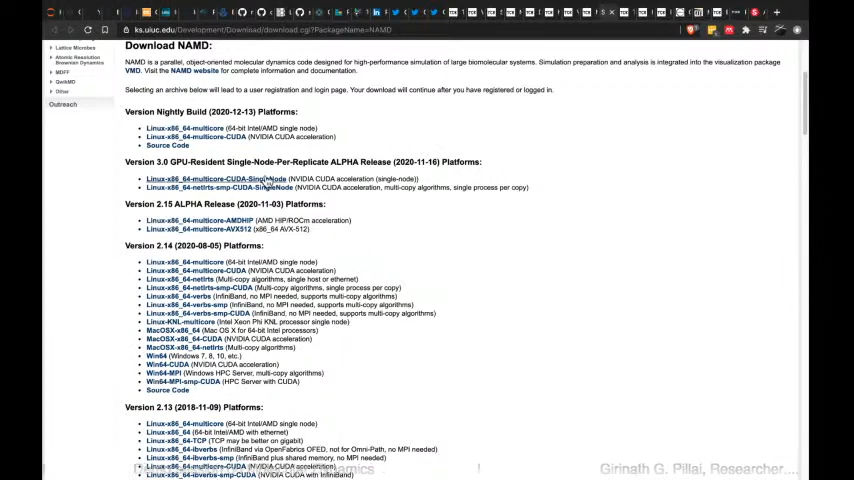 ks.uiuc.edu/Development/Download/download.cgi?PackageName=NAMD
Lattice Microbes
Atomic Resolution
Brownian Dynamics
MDFF
QwikMD
Other
Outreach
Download NAMD:
NAMD is a parallel, object-oriented molecular dynamics code designed for high-performance simulation of large biomolecular systems. Simulation preparation and analysis is integrated into the visualization package
VMD. Visit the NAMD website for complete information and documentation.
Selecting an archive below will lead to a user registration and login page. Your download will continue after you have registered or logged in.
Version Nightly Build (2020-12-13) Platforms:
Linux-x86_64-multicore (64-bit Intel/AMD single node)
Linux-x86_64-multicore-CUDA (NVIDIA CUDA acceleration)
Source Code
Version 3.0 GPU-Resident Single-Node-Per-Replicate ALPHA Release (2020-11-16) Platforms:
Linux-x86_64-multicore-CUDA-SingleNode (NVIDIA CUDA acceleration (single-node))
Linux-x86_64-netlrts-smp-CUDA-SingleNode (NVIDIA CUDA acceleration, multi-copy algorithms, single process per copy)
Version 2.15 ALPHA Release (2020-11-03) Platforms:
Linux-x86_64-multicore-AMDHIP (AMD HIP/ROCm acceleration)
Linux-x86_64-multicore-AVX512 (x86_64 AVX-512)
Version 2.14 (2020-08-05) Platforms:
Linux-x86_64-multicore (64-bit Intel/AMD single node)
Linux-x86_64-multicore-CUDA (NVIDIA CUDA acceleration)
Linux-x86_64-netlrts (Multi-copy algorithms, single host or ethernet)
Linux-x86_64-netlrts-smp-CUDA (Multi-copy algorithms, single process per copy)
Linux-x86_64-verbs (InfiniBand, no MPI needed, supports multi-copy algorithms)
Linux-x86_64-verbs-smp (InfiniBand, no MPI needed, supports multi-copy algorithms)
Linux-x86_64-verbs-smp-CUDA (InfiniBand, no MPI needed, supports multi-copy algorithms)
Linux-KNL-multicore (Intel Xeon Phi KNL processor single node)
MacOSX-x86_64 (Mac OS X for 64-bit Intel processors)
MacOSX-x86_64-CUDA (NVIDIA CUDA acceleration)
MacOSX-x86_64-netlrts (Multi-copy algorithms)
Win64 (Windows 7, 8, 10, etc.)
Win64-CUDA (NVIDIA CUDA acceleration)
Win64-MPI (Windows HPC Server, multi-copy algorithms)
Win64-MPI-smp-CUDA (HPC Server with CUDA)
Source Code
Version 2.13 (2018-11-09) Platforms:
Linux-x86_64-multicore (64-bit Intel/AMD single node)
Linux-x86_64 (64-bit Intel/AMD with ethernet)
Linux-x86_64-TCP (TCP may be better on gigabit)
Linux-x86_64-ibverbs (InfiniBand via OpenFabrics OFED, not for Omni-Path, no MPI needed)
Linux-x86_64-ibverbs-smp (InfiniBand plus shared memory, no MPI needed)
Linux-x86_64-multicore-CUDA (NVIDIA CUDA acceleration)
Linux-x86_64-ibverbs-smp-CUDA (NVIDIA CUDA with InfiniBand)
Girinath G. Pillai, Researcher....